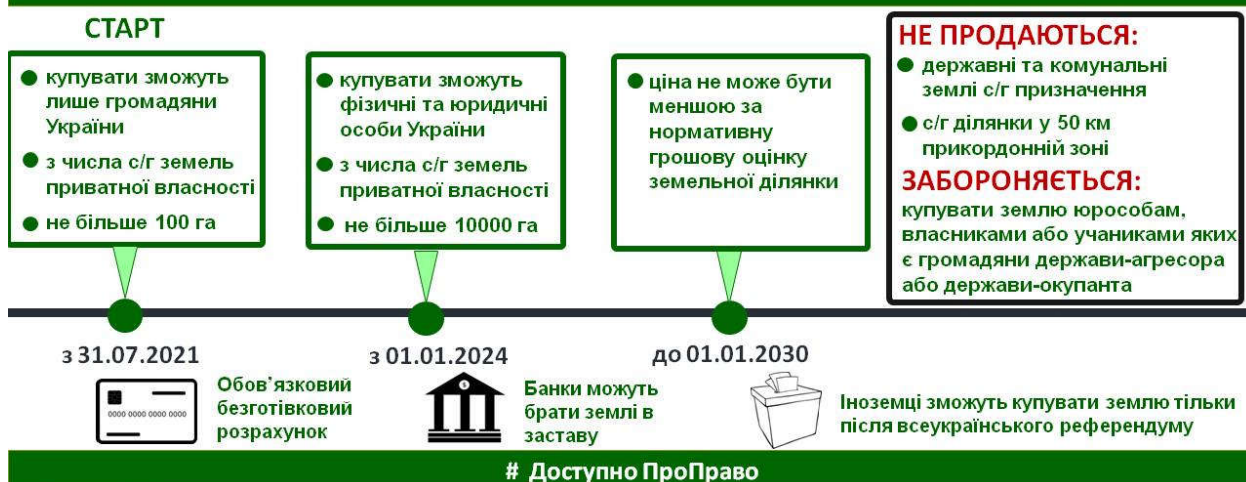 СТАРТ
● купувати зможуть
лише громадяни
України
● з числа с/г земель
приватної власності
● не більше 100 га
● купувати зможуть
фізичні та юридичні
особи України
● з числа с/г земель
приватної власності
● не більше 10000 га
● ціна не може бути
меншою за
нормативну
грошову оцінку
земельної ділянки
НЕ ПРОДАЮТЬСЯ:
● державні та комунальні
землі с/г призначення
● с/г ділянки у 50 км
прикордонній зоні
ЗАБОРОНЯЄТЬСЯ:
купувати землю юрособам,
власниками або учаниками яких
є громадяни держави-агресора
або держави-окупанта
з 31.07.2021
з 01.01.2024
до 01.01.2030
0000 0000 0000 0000
Обов’язковий
безготівковий
розрахунок
$
Банки можуть
брати землі в
заставу
Іноземці зможуть купувати землю тільки
після всеукраїнського референдуму
# Доступно ПроПраво